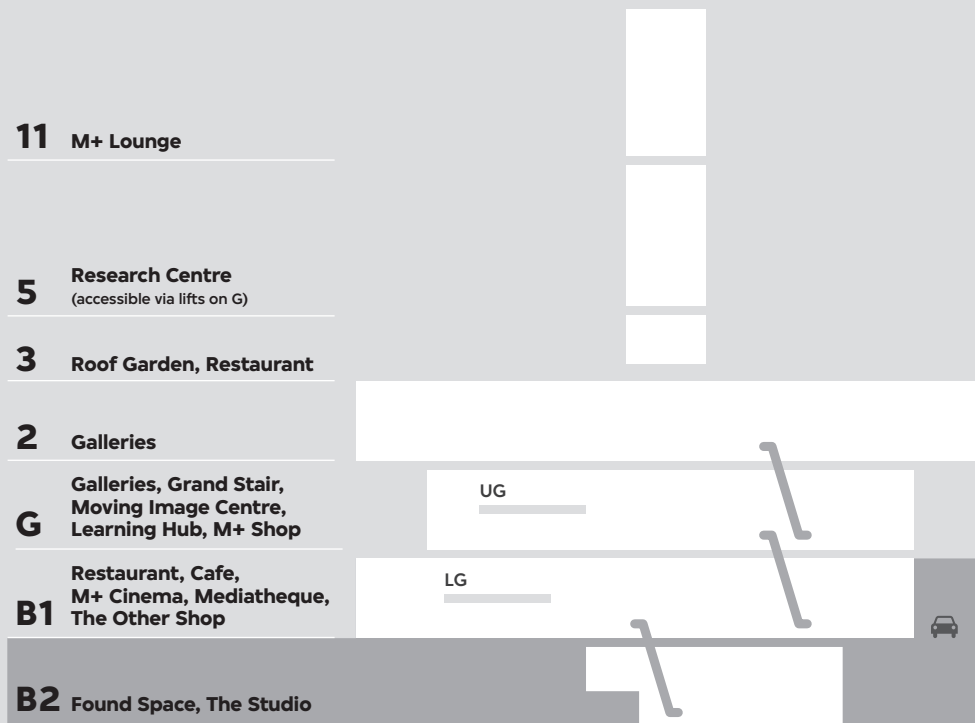 11 M+ Lounge
5 Research Centre
(accessible via lifts on G)
3 Roof Garden, Restaurant
2 Galleries
G Galleries, Grand Stair,
Moving Image Centre,
Learning Hub, M+ Shop
UG
B1 Restaurant, Cafe,
M+ Cinema, Mediatheque,
The Other Shop
LG
B2 Found Space, The Studio